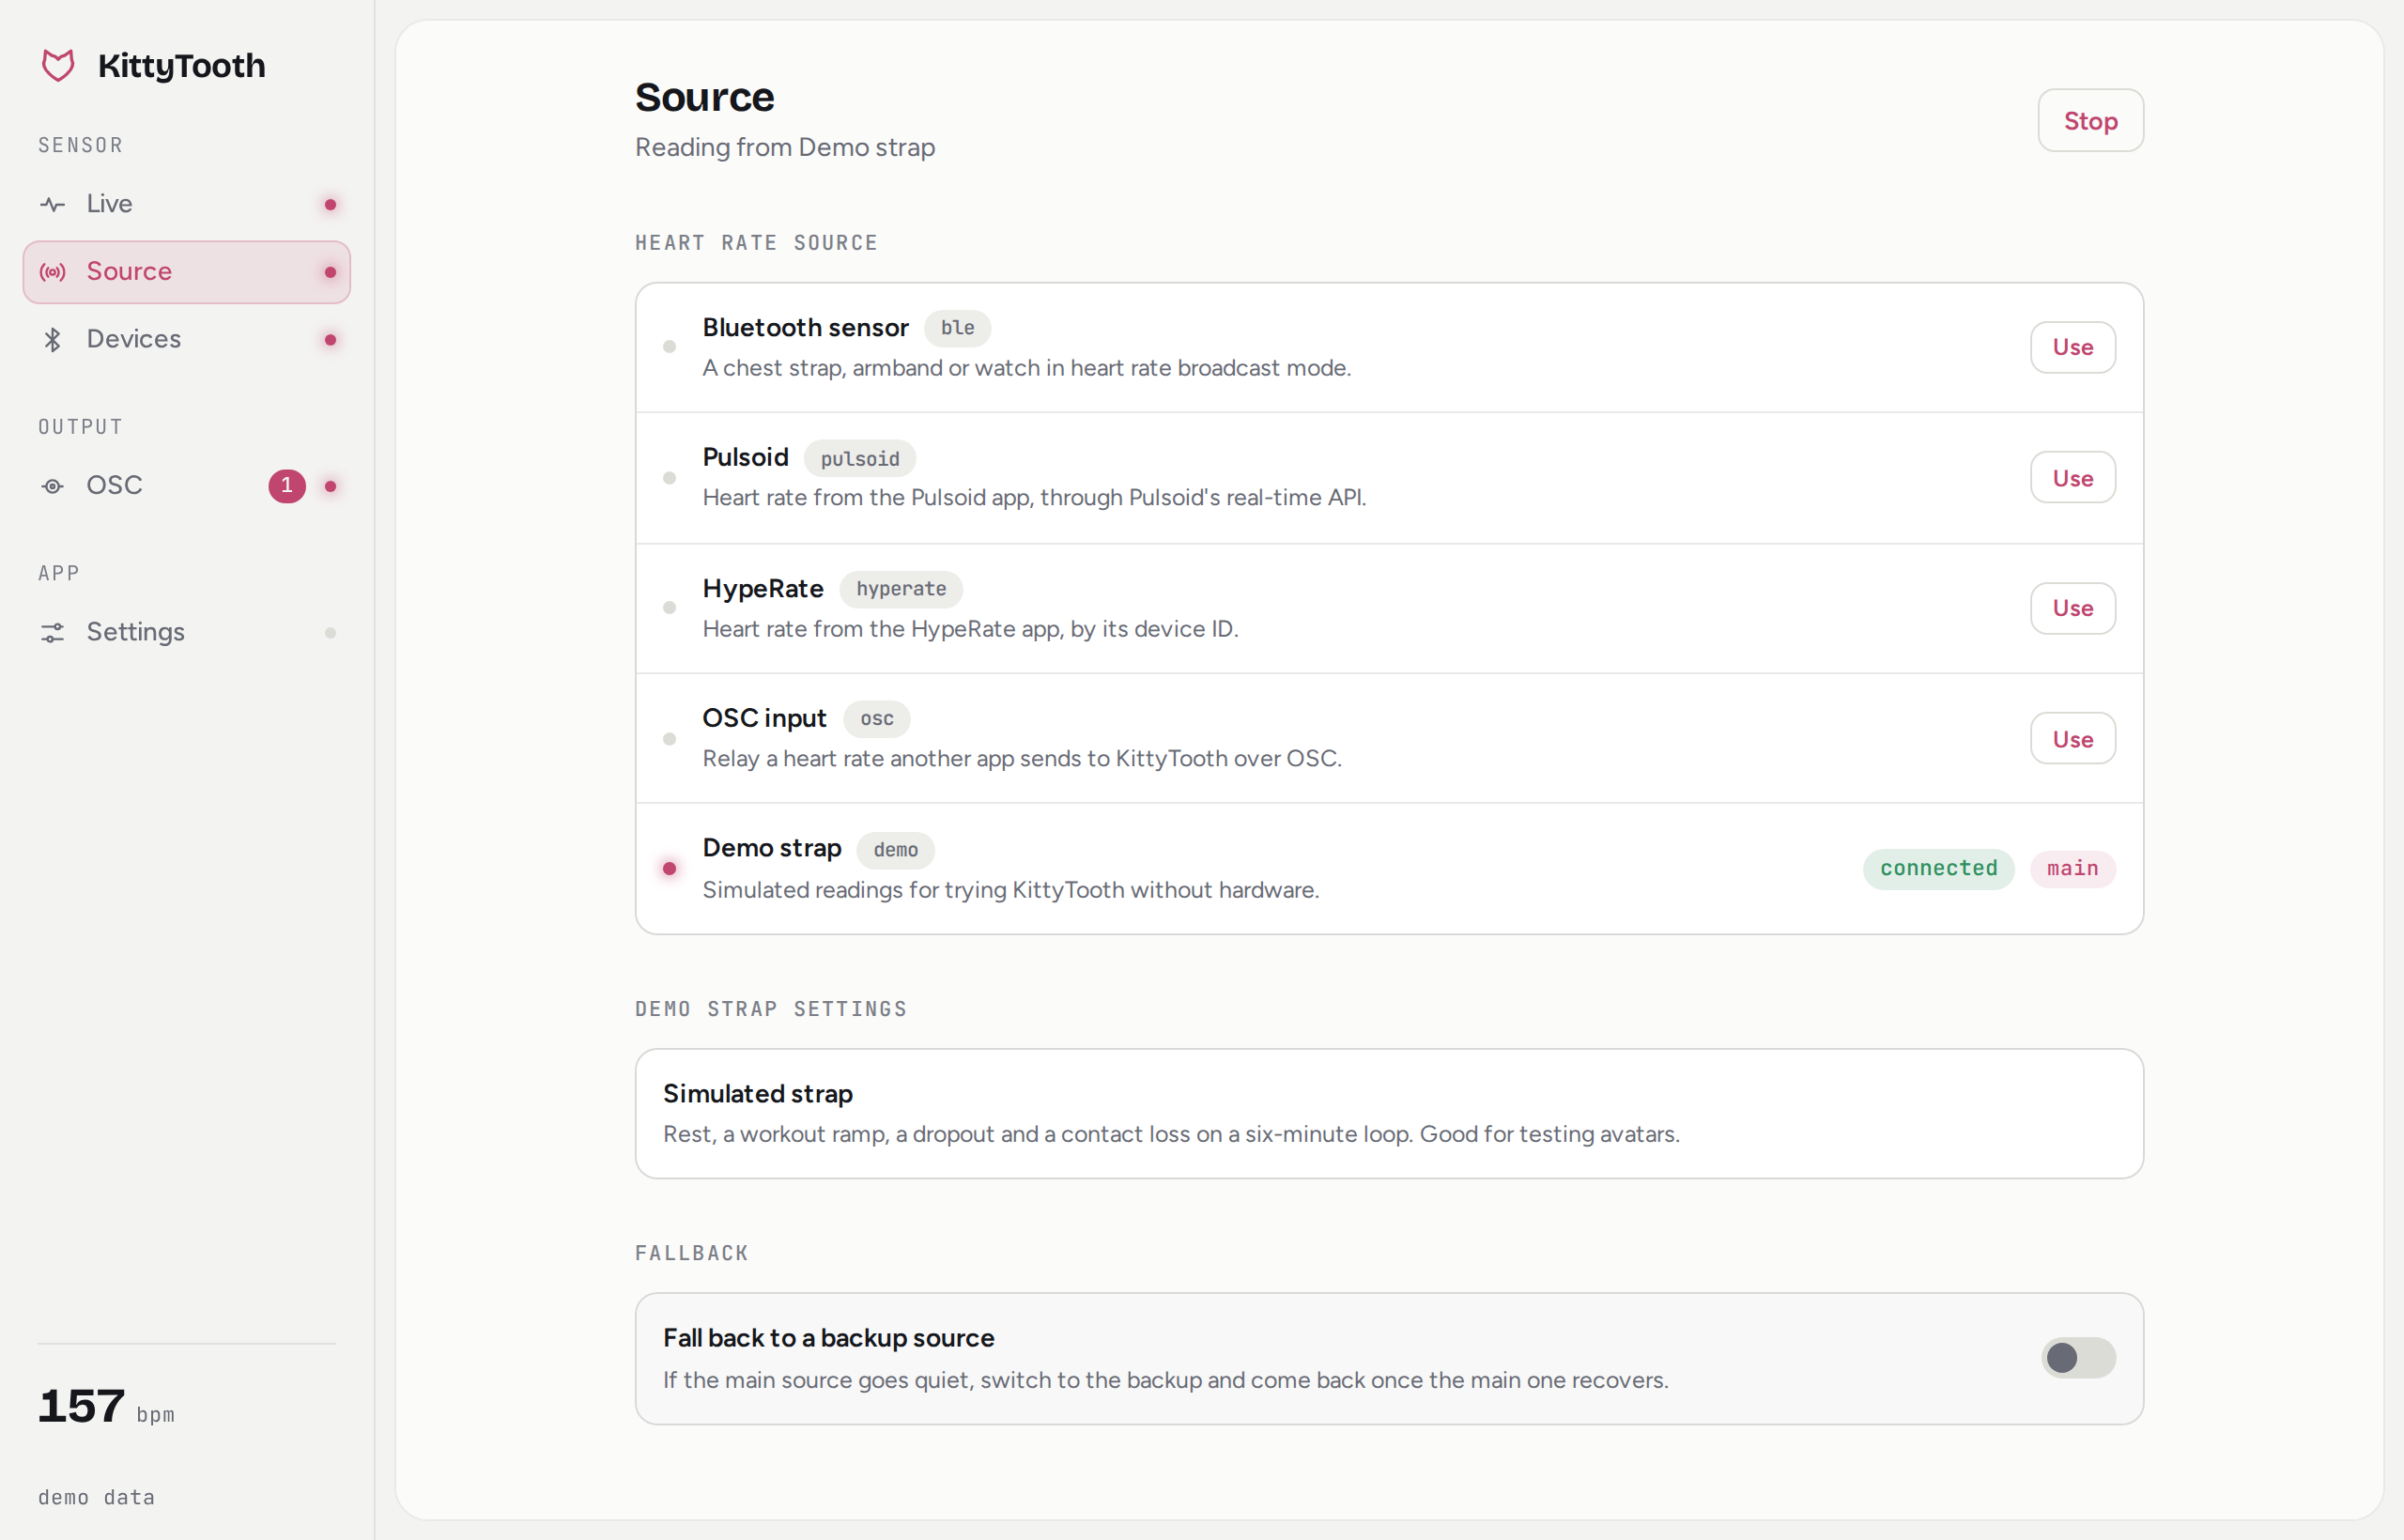 KittyTooth
SENSOR
Live
Source
Devices
OUTPUT
OSC 1
APP
Settings
157 bpm
demo data
Source
Reading from Demo strap
Stop
HEART RATE SOURCE
Bluetooth sensor ble
A chest strap, armband or watch in heart rate broadcast mode.
Use
Pulsoid pulsoid
Heart rate from the Pulsoid app, through Pulsoid's real-time API.
Use
HypeRate hyperate
Heart rate from the HypeRate app, by its device ID.
Use
OSC input osc
Relay a heart rate another app sends to KittyTooth over OSC.
Use
Demo strap demo
Simulated readings for trying KittyTooth without hardware.
connected main
DEMO STRAP SETTINGS
Simulated strap
Rest, a workout ramp, a dropout and a contact loss on a six-minute loop. Good for testing avatars.
FALLBACK
Fall back to a backup source
If the main source goes quiet, switch to the backup and come back once the main one recovers.